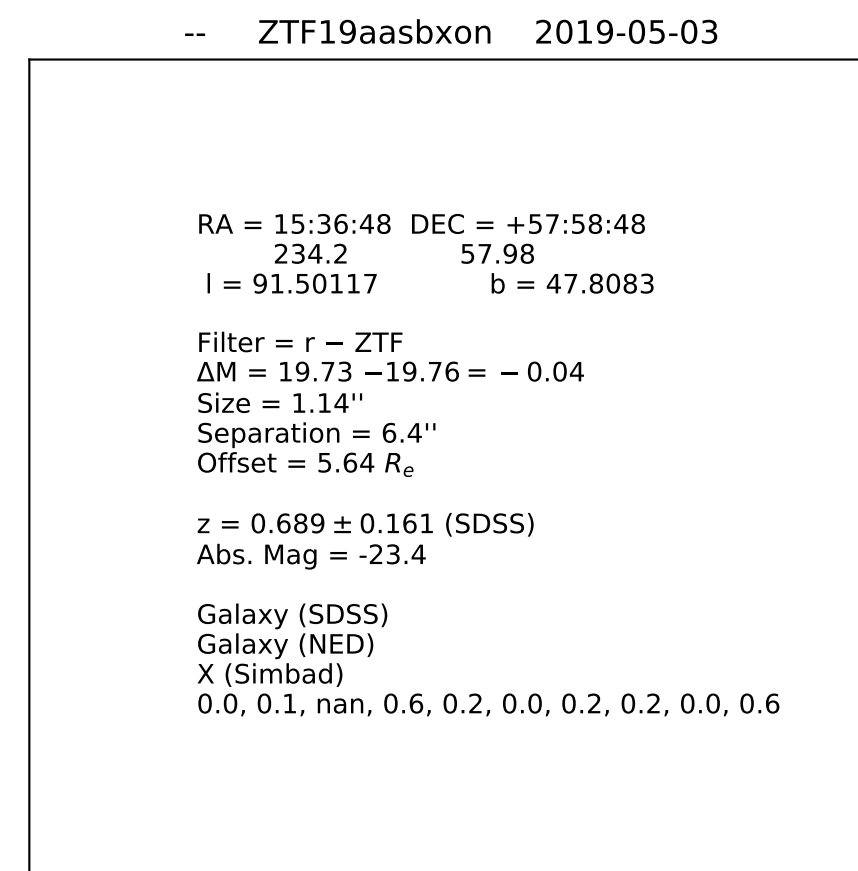 -- ZTF19aasbxon 2019-05-03
RA = 15:36:48 DEC = +57:58:48
234.2 57.98
l = 91.50117 b = 47.8083
Filter = r − ZTF
ΔM = 19.73 −19.76 = − 0.04
Size = 1.14''
Separation = 6.4''
Offset = 5.64 Re
z = 0.689 ± 0.161 (SDSS)
Abs. Mag = -23.4
Galaxy (SDSS)
Galaxy (NED)
X (Simbad)
0.0, 0.1, nan, 0.6, 0.2, 0.0, 0.2, 0.2, 0.0, 0.6